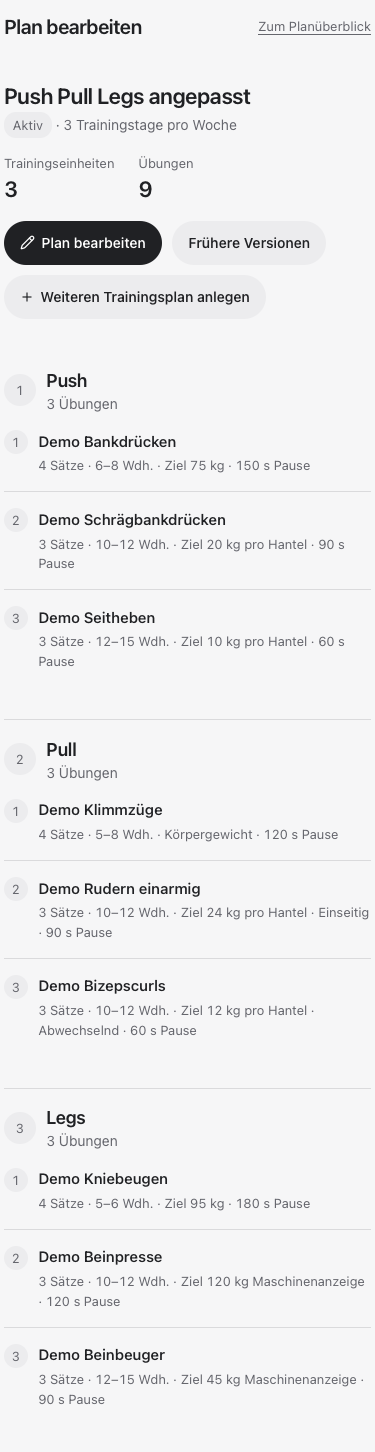 Plan bearbeiten
Zum Planüberblick
Push Pull Legs angepasst
Aktiv · 3 Trainingstage pro Woche
Trainingseinheiten Übungen
3 9
Plan bearbeiten Frühere Versionen
+ Weiteren Trainingsplan anlegen
1 Push
3 Übungen
1 Demo Bankdrücken
4 Sätze · 6–8 Wdh. · Ziel 75 kg · 150 s Pause
2 Demo Schrägbankdrücken
3 Sätze · 10–12 Wdh. · Ziel 20 kg pro Hantel · 90 s
Pause
3 Demo Seitheben
3 Sätze · 12–15 Wdh. · Ziel 10 kg pro Hantel · 60 s
Pause
2 Pull
3 Übungen
1 Demo Klimmzüge
4 Sätze · 5–8 Wdh. · Körpergewicht · 120 s Pause
2 Demo Rudern einarmig
3 Sätze · 10–12 Wdh. · Ziel 24 kg pro Hantel · Einseitig
· 90 s Pause
3 Demo Bizepscurls
3 Sätze · 10–12 Wdh. · Ziel 12 kg pro Hantel ·
Abwechselnd · 60 s Pause
3 Legs
3 Übungen
1 Demo Kniebeugen
4 Sätze · 5–6 Wdh. · Ziel 95 kg · 180 s Pause
2 Demo Beinpresse
3 Sätze · 10–12 Wdh. · Ziel 120 kg Maschinenanzeige
· 120 s Pause
3 Demo Beinbeuger
3 Sätze · 12–15 Wdh. · Ziel 45 kg Maschinenanzeige ·
90 s Pause